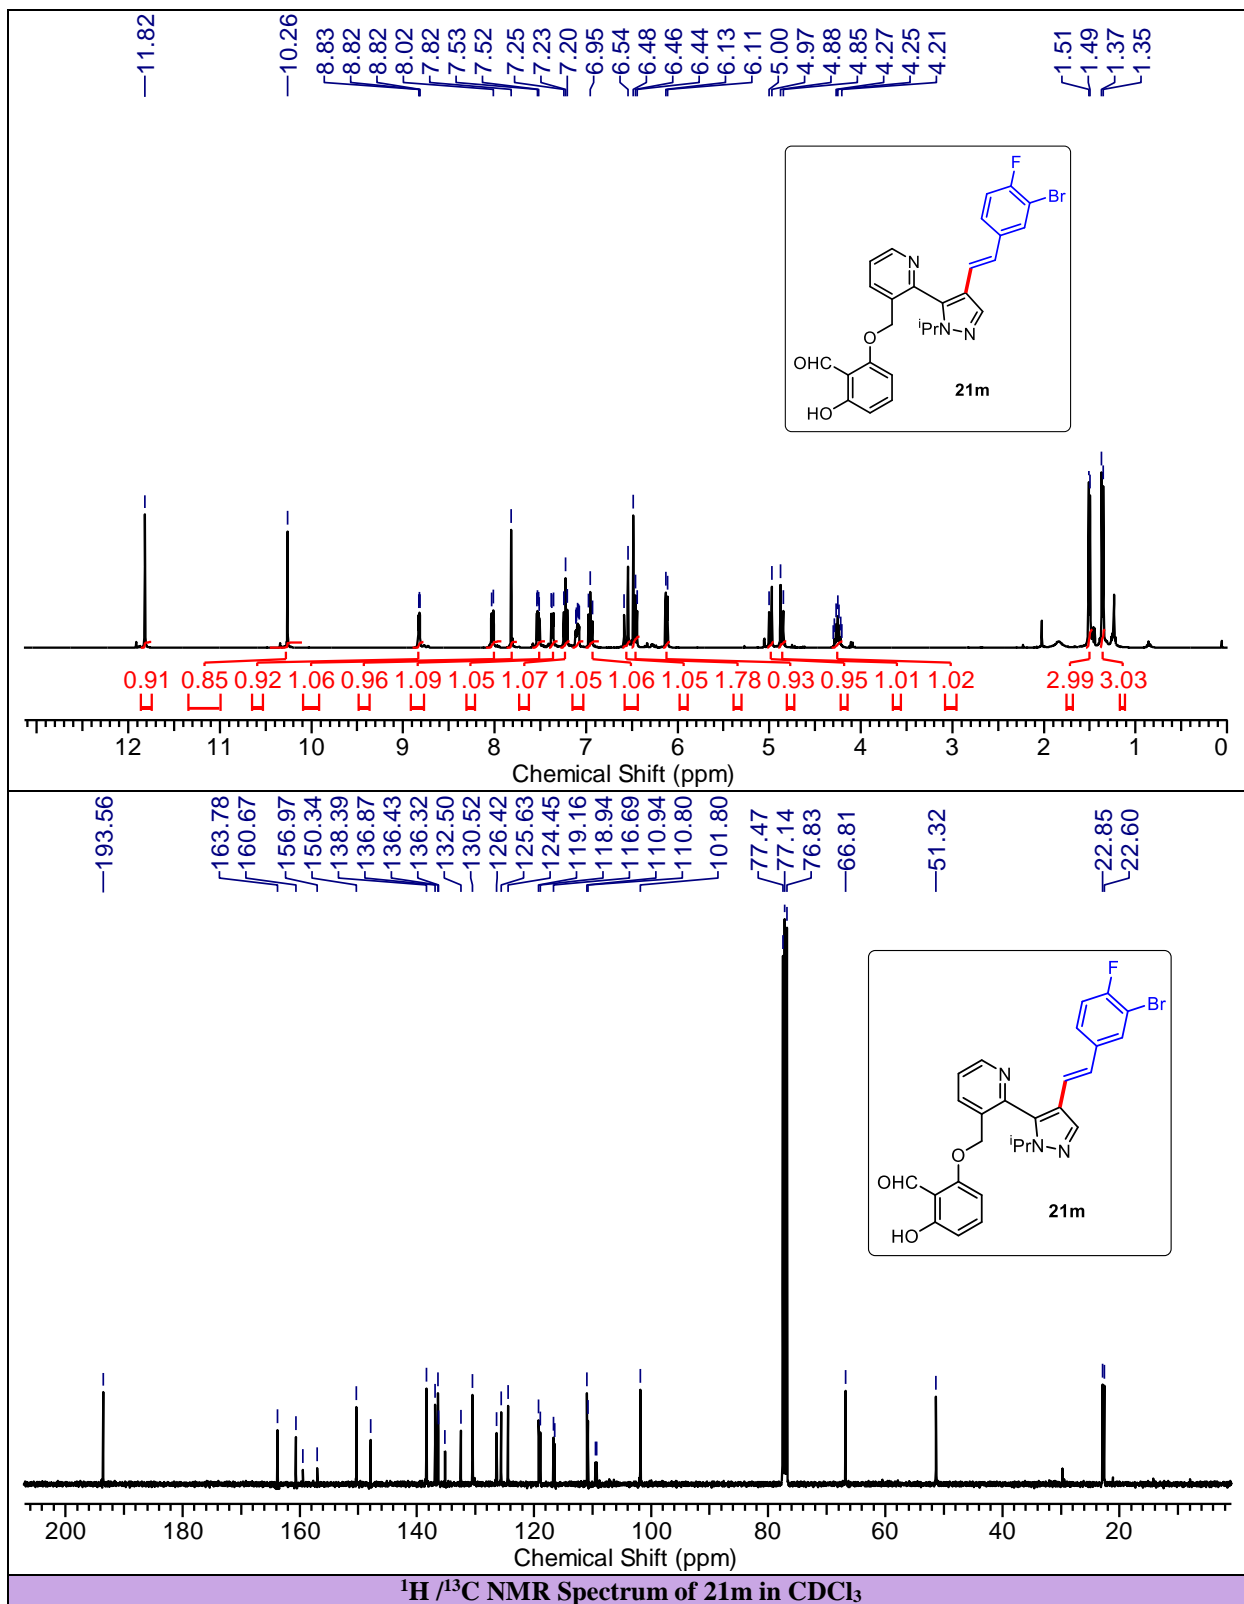 11.82 10.26 8.83 8.82 8.82 8.02 7.82 7.53 7.52 7.25 7.23 7.20 6.95 6.54 6.48 6.46 6.44 6.13 6.11 5.00 4.97 4.88 4.85 4.27 4.25 4.21 1.51 1.49 1.37 1.35
F
Br
N
iPr N N
O
OHC
HO
21m
0.91 0.85 0.92 1.06 0.96 1.09 1.05 1.07 1.05 1.06 1.05 1.78 0.93 0.95 1.01 1.02 2.99 3.03
12 11 10 9 8 7 6 5 4 3 2 1 0
Chemical Shift (ppm)
193.56 163.78 160.67 156.97 150.34 138.39 136.87 136.43 136.32 132.50 130.52 126.42 125.63 124.45 119.16 118.94 116.69 110.94 110.80 101.80 77.47 77.14 76.83 66.81 51.32 22.85 22.60
F
Br
N
iPr N N
O
OHC
HO
21m
200 180 160 140 120 100 80 60 40 20
Chemical Shift (ppm)
¹H /¹³C NMR Spectrum of 21m in CDCl₃